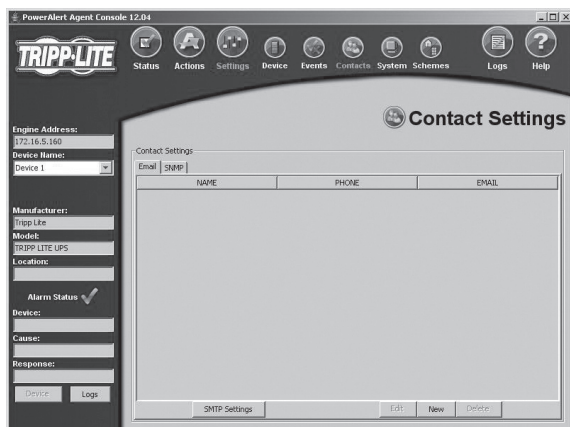 PowerAlert Agent Console 12.04
TRIPP·LITE
Status Actions Settings Device Events Contacts System Schemes Logs Help
Contact Settings
Engine Address:
172.16.5.160
Device Name:
Device 1
Manufacturer:
Tripp Lite
Model:
TRIPP LITE UPS
Location:
Alarm Status
Device:
Cause:
Response:
Device Logs
Contact Settings
Email SNMP
NAME PHONE EMAIL
SMTP Settings Edit New Delete